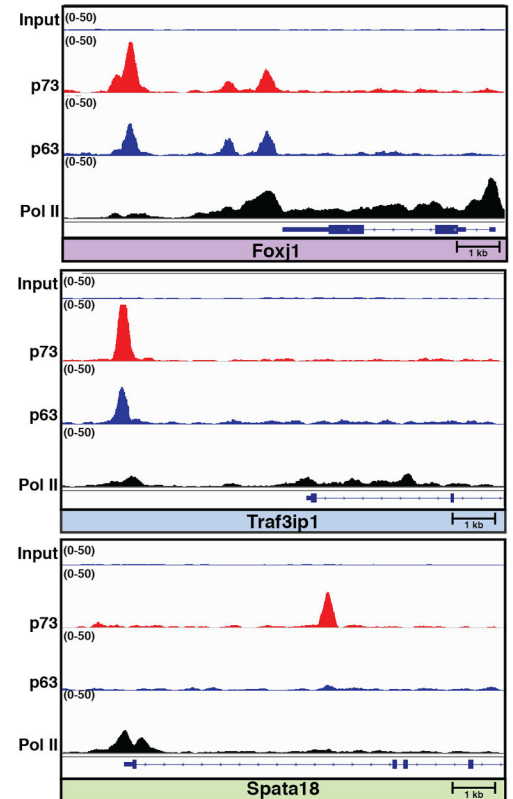 Input (0-50)
(0-50)
p73
(0-50)
p63
(0-50)
Pol II
Foxj1
1 kb
Input (0-50)
(0-50)
p73
(0-50)
p63
(0-50)
Pol II
Traf3ip1
1 kb
Input (0-50)
(0-50)
p73
(0-50)
p63
(0-50)
Pol II
Spata18
1 kb